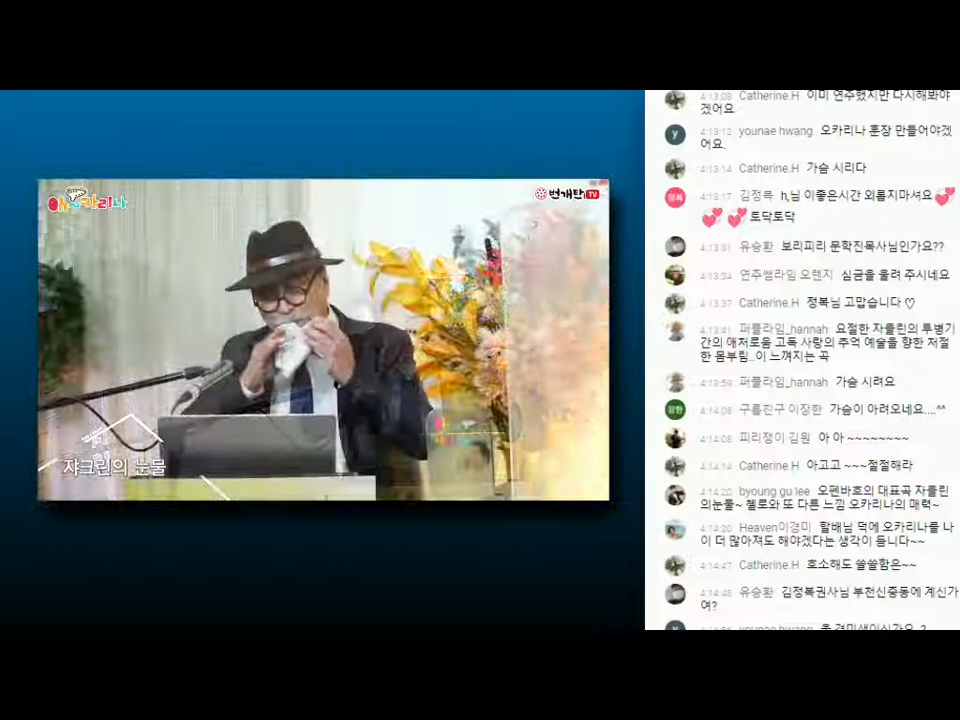 아~카리나
번개탄 TV
쟈크린의 눈물
4:13:08 Catherine.H 이미 연주했지만 다시해봐야
겠어요
y
4:13:12 younae hwang 오카리나 훈장 만들어야겠
어요.
4:13:14 Catherine.H 가슴 시리다
4:13:17 김정복 h,님 이좋은시간 외롭지마셔요💞
💞💞토닥토닥
4:13:31 유승환 보리피리 문학진목사님인가요??
4:13:34 연주쌤라임 오렌지 심금을 울려 주시네요
4:13:37 Catherine.H 정복님 고맙습니다 ♡
4:13:41 퍼플라임_hannah 요절한 자클린의 투병기
간의 애저로움 고독 사랑의 추억 예술을 향한 처절
한 몸부림..이 느껴지는 곡
4:13:59 퍼플라임_hannah 가슴 시려요
장한
4:14:08 구름친구 이장한 가슴이 아려오네요....^^
4:14:08 피리쟁이 김원 아 아 ~~~~~~~~
4:14:14 Catherine.H 아고고 ~~~절절해라
4:14:20 byoung gu lee 오펜바흐의 대표곡 자클린
의눈물~ 첼로와 또 다른 느낌 오카리나의 매력~
4:14:20 Heaven이경미 할배님 덕에 오카리나를 나
이 더 많아져도 해야겠다는 생각이 듭니다~~
4:14:47 Catherine.H 호소해도 쓸쓸함은~~
4:14:48 유승환 김정복권사님 부천신중동에 계신가
여?
younae hwang